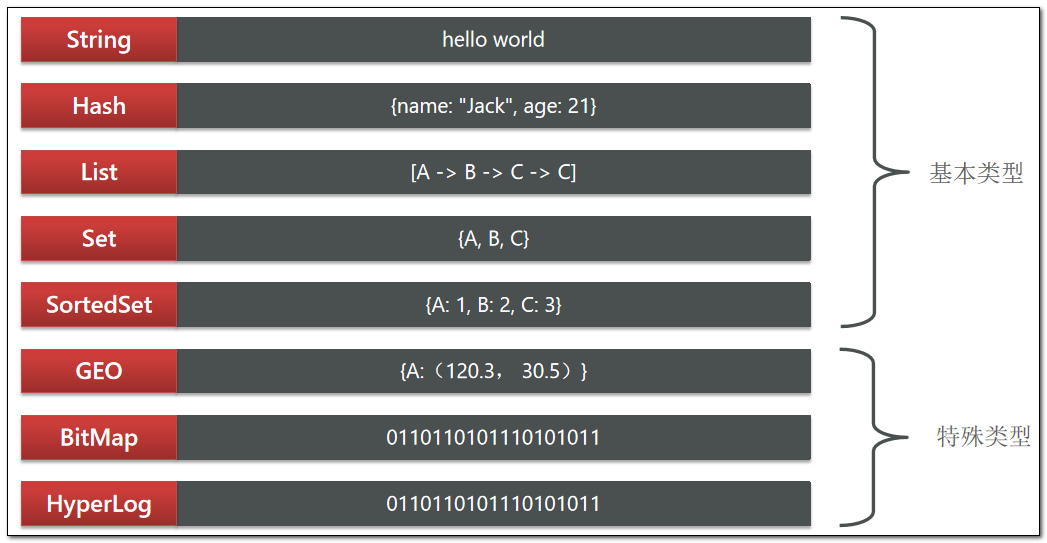 String hello world
Hash {name: "Jack", age: 21}
List [A -> B -> C -> C]
Set {A, B, C}
SortedSet {A: 1, B: 2, C: 3}
基本类型
GEO {A:（120.3， 30.5）}
BitMap 0110110101110101011
HyperLog 0110110101110101011
特殊类型